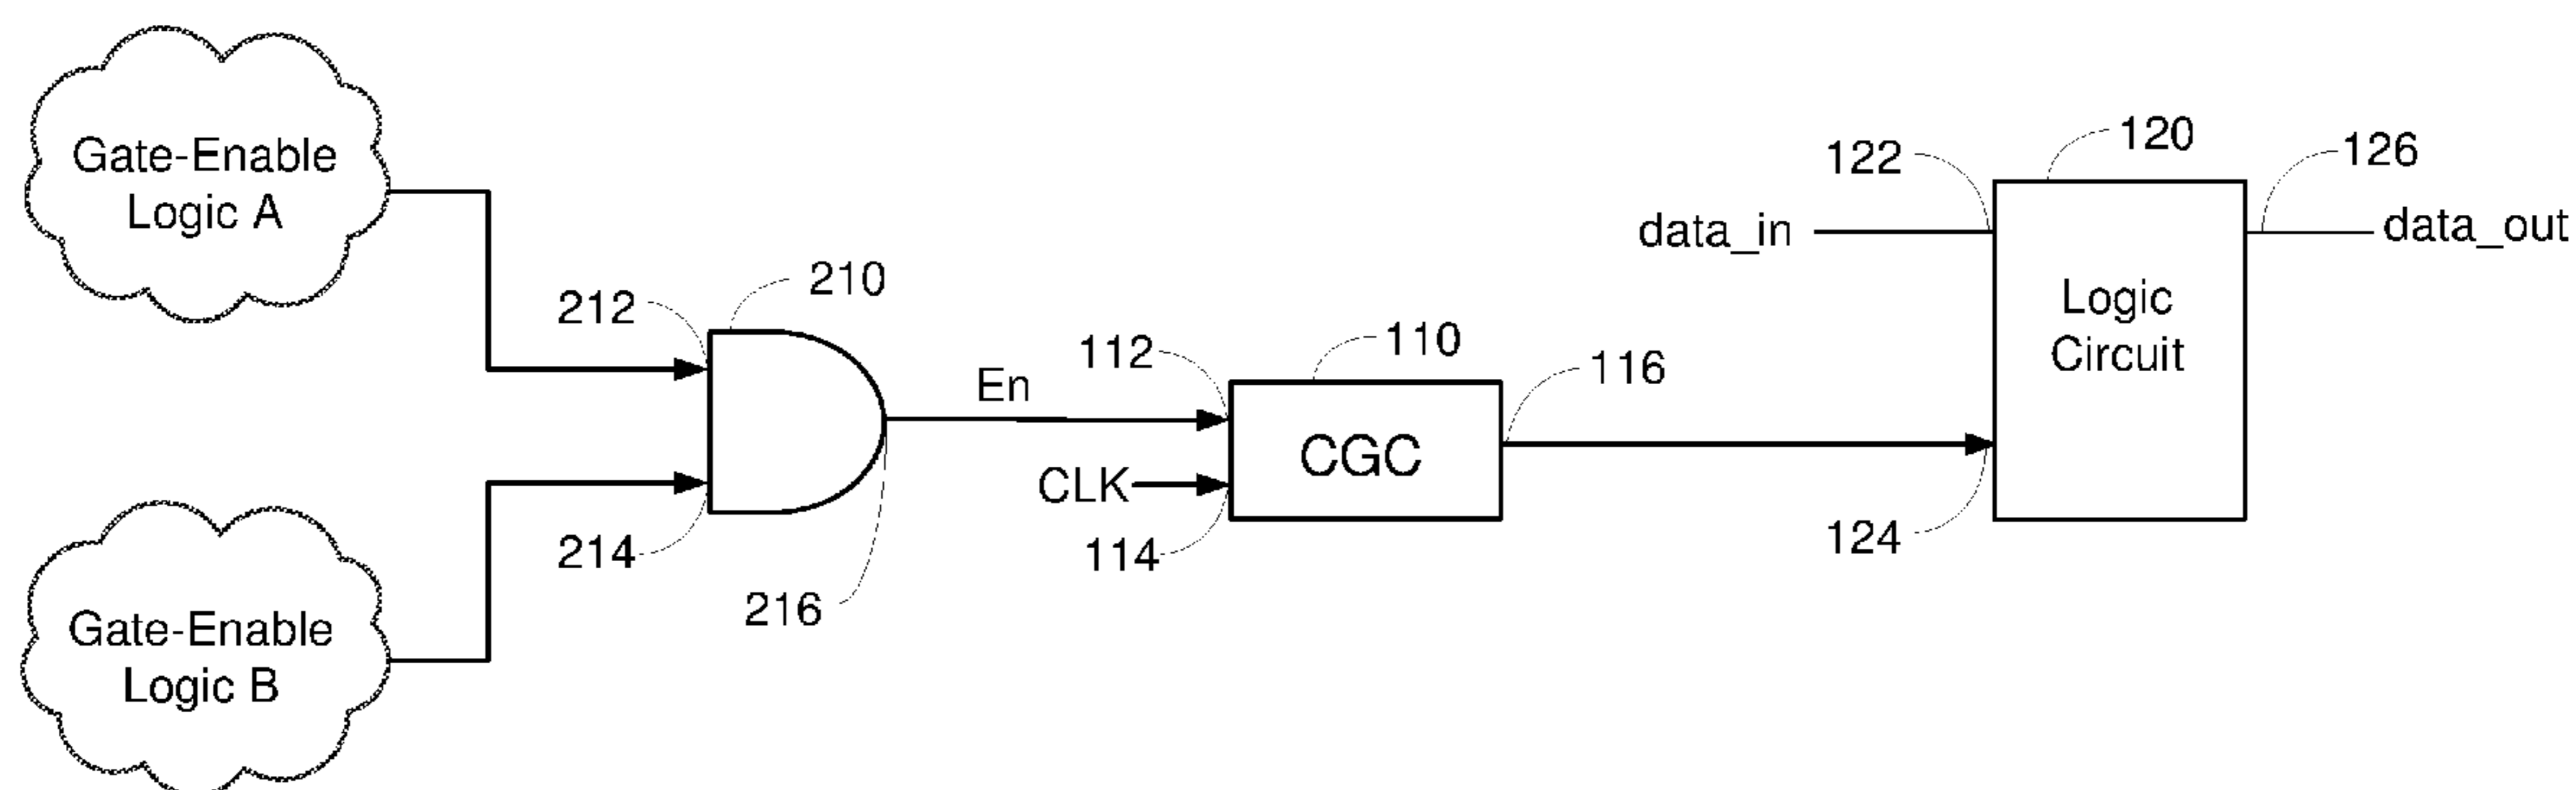 Gate-Enable
Logic A
Gate-Enable
Logic B
212
210
214
216
En
112
110
CLK
114
CGC
116
122
120
126
data_in
data_out
Logic
Circuit
124